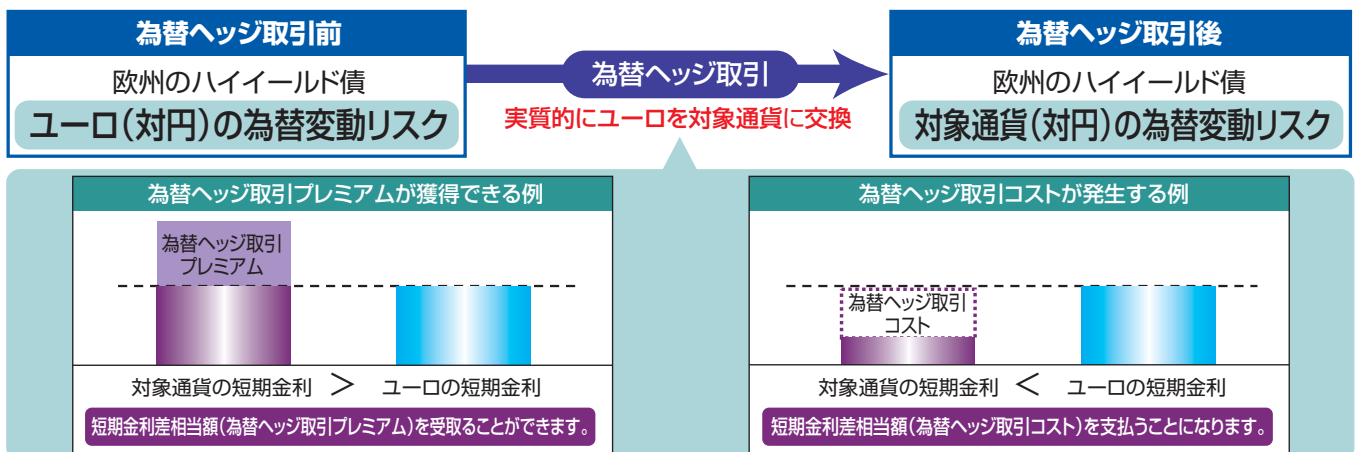 為替ヘッジ取引前
欧州のハイイールド債
ユーロ(対円)の為替変動リスク
為替ヘッジ取引
実質的にユーロを対象通貨に交換
為替ヘッジ取引後
欧州のハイイールド債
対象通貨(対円)の為替変動リスク
為替ヘッジ取引プレミアムが獲得できる例
為替ヘッジ取引
プレミアム
対象通貨の短期金利 > ユーロの短期金利
短期金利差相当額(為替ヘッジ取引プレミアム)を受取ることができます。
為替ヘッジ取引コストが発生する例
為替ヘッジ取引
コスト
対象通貨の短期金利 < ユーロの短期金利
短期金利差相当額(為替ヘッジ取引コスト)を支払うことになります。